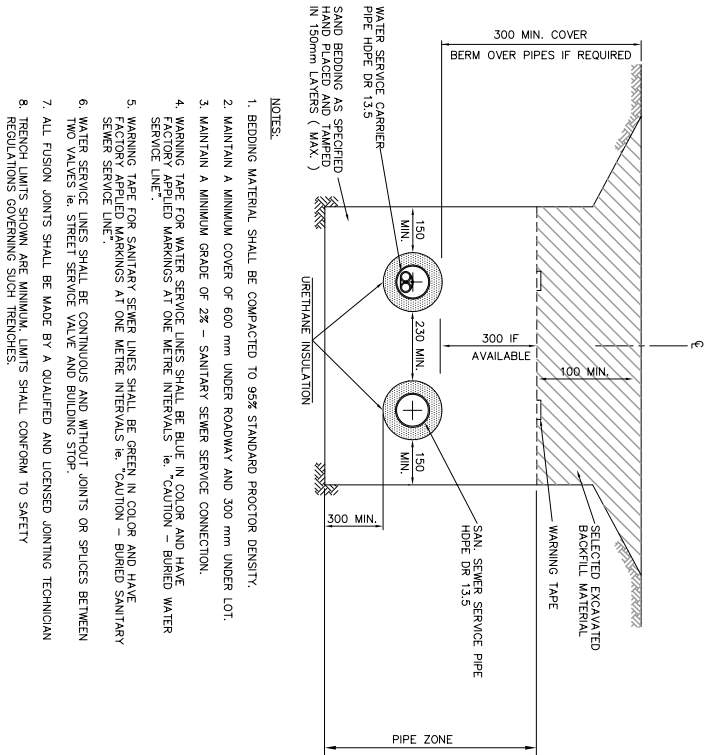 300 MIN. COVER
BERM OVER PIPES IF REQUIRED
℄
WATER SERVICE CARRIER
PIPE HDPE DR 13.5
SAND BEDDING AS SPECIFIED
HAND PLACED AND TAMPED
IN 150mm LAYERS ( MAX. )
150
MIN.
230 MIN.
150
MIN.
300 IF
AVAILABLE
100 MIN.
300 MIN.
URETHANE INSULATION
SELECTED EXCAVATED
BACKFILL MATERIAL
WARNING TAPE
SAN. SEWER SERVICE PIPE
HDPE DR 13.5
PIPE ZONE
NOTES:
1. BEDDING MATERIAL SHALL BE COMPACTED TO 95% STANDARD PROCTOR DENSITY.
2. MAINTAIN A MINIMUM COVER OF 600 mm UNDER ROADWAY AND 300 mm UNDER LOT.
3. MAINTAIN A MINIMUM GRADE OF 2% – SANITARY SEWER SERVICE CONNECTION.
4. WARNING TAPE FOR WATER SERVICE LINES SHALL BE BLUE IN COLOR AND HAVE
FACTORY APPLIED MARKINGS AT ONE METRE INTERVALS ie. "CAUTION – BURIED WATER
SERVICE LINE".
5. WARNING TAPE FOR SANITARY SEWER LINES SHALL BE GREEN IN COLOR AND HAVE
FACTORY APPLIED MARKINGS AT ONE METRE INTERVALS ie. "CAUTION – BURIED SANITARY
SEWER SERVICE LINE".
6. WATER SERVICE LINES SHALL BE CONTINUOUS AND WITHOUT JOINTS OR SPLICES BETWEEN
TWO VALVES ie. STREET SERVICE VALVE AND BUILDING STOP.
7. ALL FUSION JOINTS SHALL BE MADE BY A QUALIFIED AND LICENSED JOINTING TECHNICIAN
8. TRENCH LIMITS SHOWN ARE MINIMUM. LIMITS SHALL CONFORM TO SAFETY
REGULATIONS GOVERNING SUCH TRENCHES.